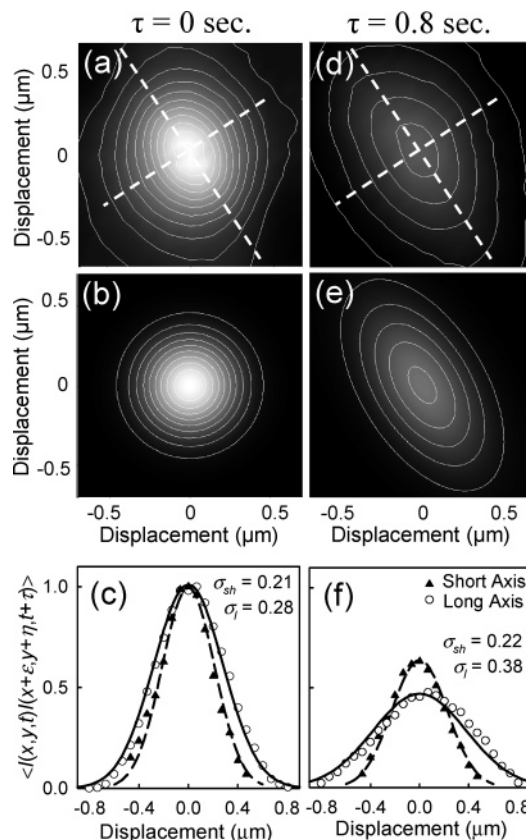 τ = 0 sec.
τ = 0.8 sec.
(a)
(d)
Displacement (µm)
0.5
0
-0.5
(b)
(e)
Displacement (µm)
0.5
0
-0.5
-0.5 0 0.5
-0.5 0 0.5
Displacement (µm)
Displacement (µm)
(c)
σsh = 0.21
σl = 0.28
(f)
▲ Short Axis
○ Long Axis
σsh = 0.22
σl = 0.38
<I(x,y,t)I(x+ε,y+η,t+τ)>
1.0
0.5
0.0
-0.8 -0.4 0.0 0.4 0.8
-0.8 -0.4 0.0 0.4 0.8
Displacement (µm)
Displacement (µm)